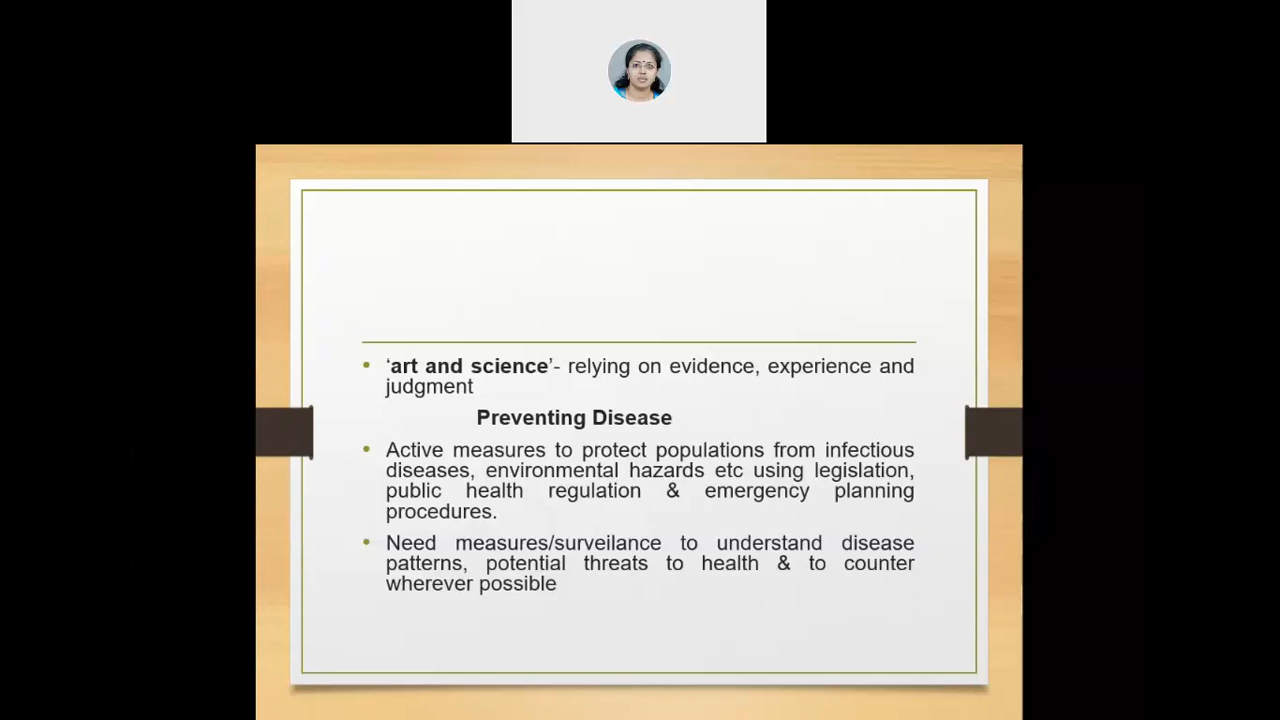 ‘art and science’- relying on evidence, experience and
judgment
Preventing Disease
Active measures to protect populations from infectious
diseases, environmental hazards etc using legislation,
public health regulation & emergency planning
procedures.
Need measures/surveilance to understand disease
patterns, potential threats to health & to counter
wherever possible